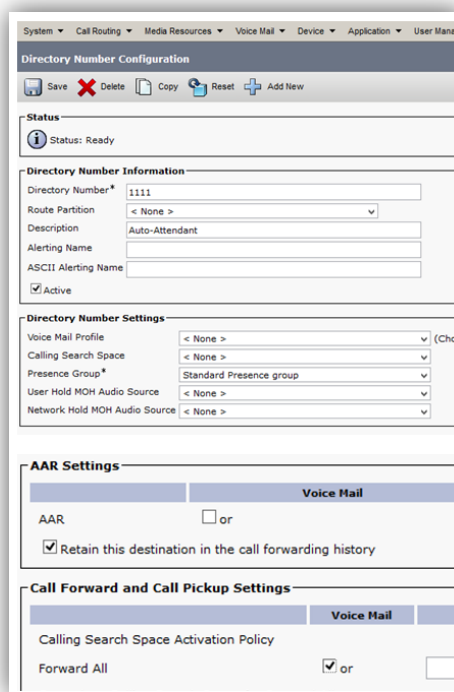 System ▾ Call Routing ▾ Media Resources ▾ Voice Mail ▾ Device ▾ Application ▾ User Mana
Directory Number Configuration
Save Delete Copy Reset Add New
Status
Status: Ready
Directory Number Information
Directory Number* 1111
Route Partition < None >
Description Auto-Attendant
Alerting Name
ASCII Alerting Name
Active
Directory Number Settings
Voice Mail Profile < None > (Cho
Calling Search Space < None >
Presence Group* Standard Presence group
User Hold MOH Audio Source < None >
Network Hold MOH Audio Source < None >
AAR Settings
Voice Mail
AAR or
Retain this destination in the call forwarding history
Call Forward and Call Pickup Settings
Voice Mail
Calling Search Space Activation Policy
Forward All or